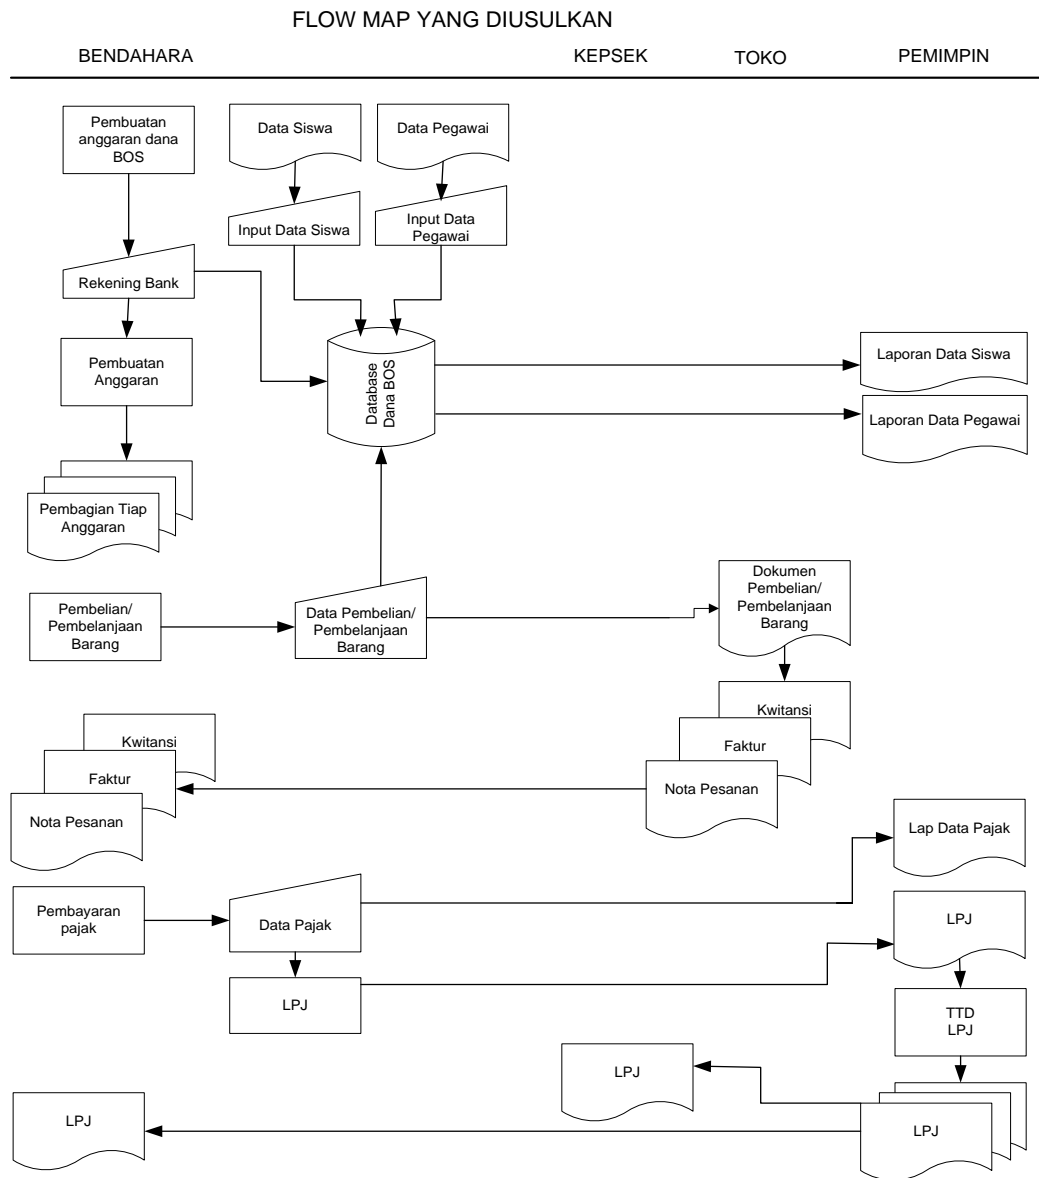 FLOW MAP YANG DIUSULKAN
BENDAHARA
KEPSEK
TOKO
PEMIMPIN
Pembuatan
anggaran dana
BOS
Data Siswa
Data Pegawai
Input Data Siswa
Input Data
Pegawai
Rekening Bank
Pembuatan
Anggaran
Database
Dana BOS
Laporan Data Siswa
Laporan Data Pegawai
Pembagian Tiap
Anggaran
Pembelian/
Pembelanjaan
Barang
Data Pembelian/
Pembelanjaan
Barang
Dokumen
Pembelian/
Pembelanjaan
Barang
Kwitansi
Faktur
Nota Pesanan
Kwitansi
Faktur
Nota Pesanan
Lap Data Pajak
Pembayaran
pajak
Data Pajak
LPJ
LPJ
TTD
LPJ
LPJ
LPJ
LPJ